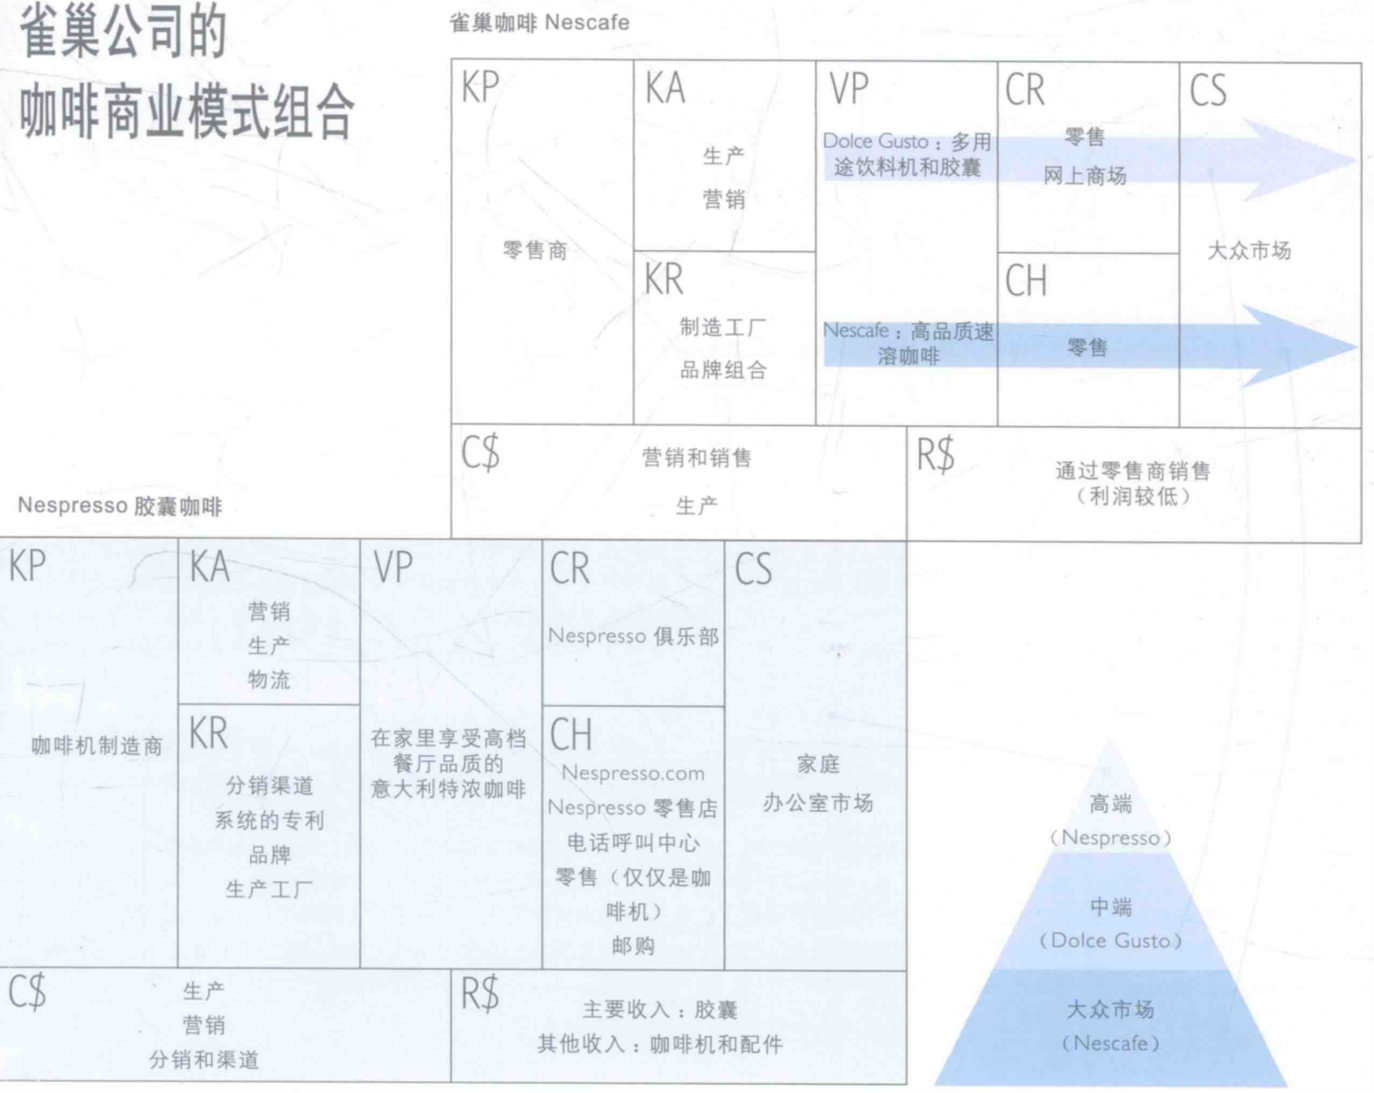 雀巢公司的
咖啡商业模式组合
雀巢咖啡 Nescafe
KP
零售商
KA
生产
营销
KR
制造工厂
品牌组合
VP
Dolce Gusto：多用
途饮料机和胶囊
Nescafe：高品质速
溶咖啡
CR
零售
网上商场
CH
零售
CS
大众市场
C$
营销和销售
生产
R$
通过零售商销售
（利润较低）
Nespresso 胶囊咖啡
KP
咖啡机制造商
KA
营销
生产
物流
KR
分销渠道
系统的专利
品牌
生产工厂
VP
在家里享受高档
餐厅品质的
意大利特浓咖啡
CR
Nespresso 俱乐部
CH
Nespresso.com
Nespresso 零售店
电话呼叫中心
零售（仅仅是咖
啡机）
邮购
CS
家庭
办公室市场
C$
生产
营销
分销和渠道
R$
主要收入：胶囊
其他收入：咖啡机和配件
高端
（Nespresso）
中端
（Dolce Gusto）
大众市场
（Nescafe）